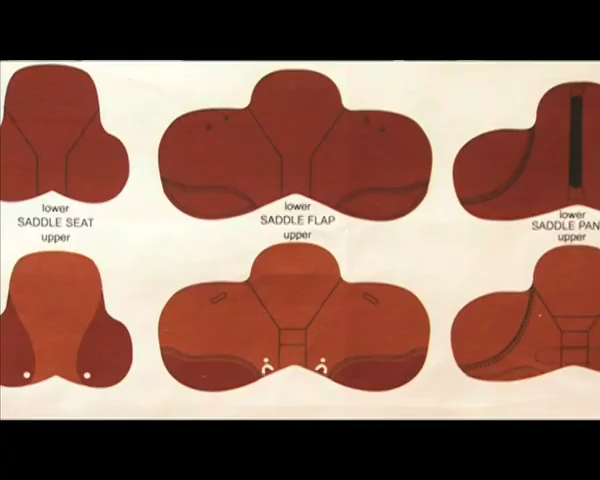 lower
SADDLE SEAT
upper
lower
SADDLE FLAP
upper
lower
SADDLE PAN
upper